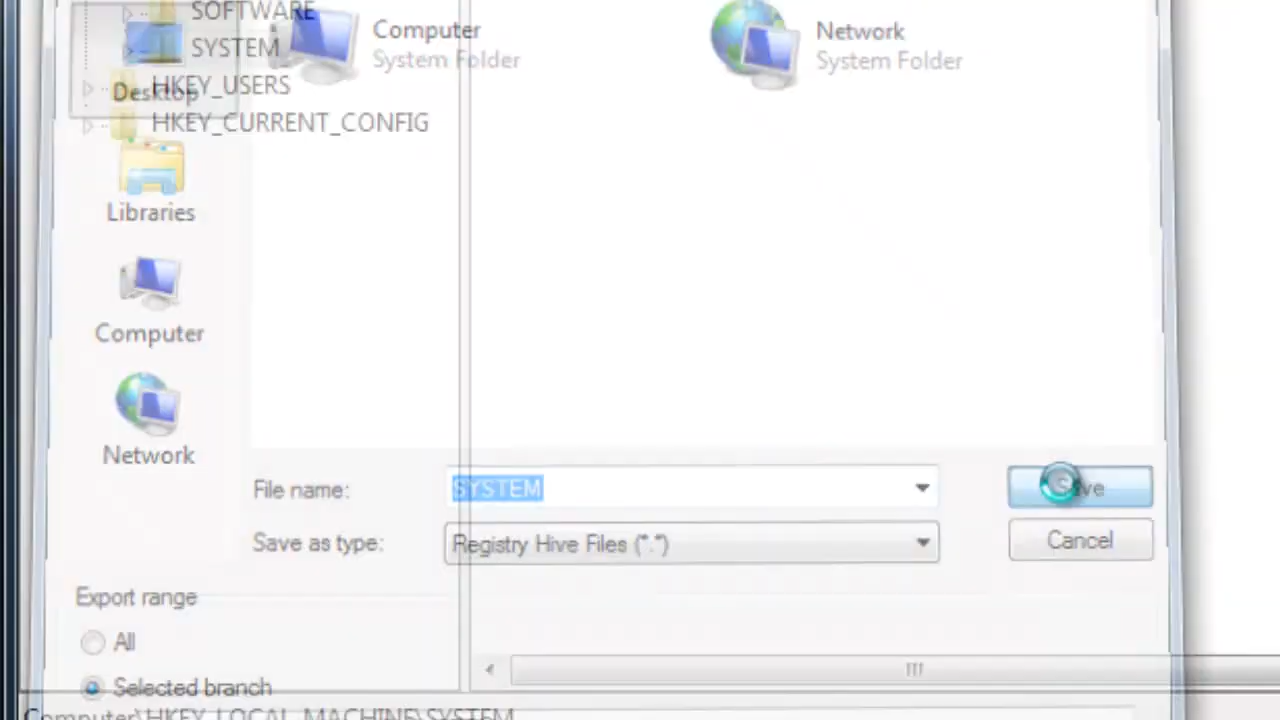 SOFTWARE
Computer
Network
SYSTEM
System Folder
System Folder
Desktop
HKEY_USERS
HKEY_CURRENT_CONFIG
Libraries
Computer
Network
File name:
SYSTEM
Save
Save as type:
Registry Hive Files (*.*)
Cancel
Export range
All
Selected branch
Computer\HKEY_LOCAL_MACHINE\SYSTEM